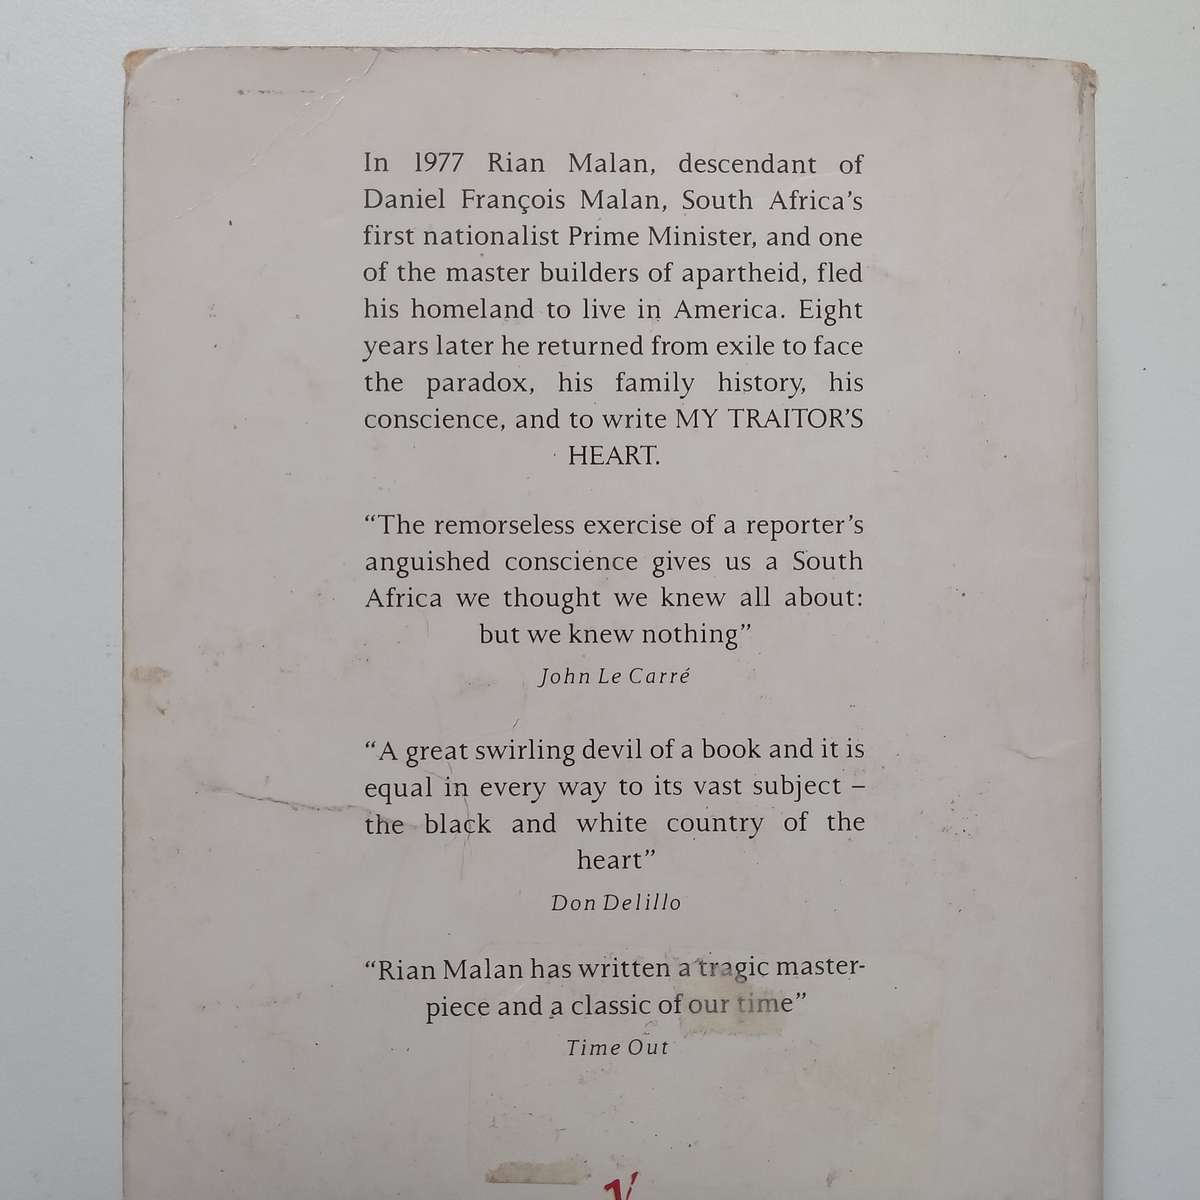 In 1977 Rian Malan, descendant of
Daniel François Malan, South Africa’s
first nationalist Prime Minister, and one
of the master builders of apartheid, fled
his homeland to live in America. Eight
years later he returned from exile to face
the paradox, his family history, his
conscience, and to write MY TRAITOR’S
HEART.
“The remorseless exercise of a reporter’s
anguished conscience gives us a South
Africa we thought we knew all about:
but we knew nothing”
John Le Carré
“A great swirling devil of a book and it is
equal in every way to its vast subject –
the black and white country of the
heart”
Don Delillo
“Rian Malan has written a tragic master-
piece and a classic of our time”
Time Out